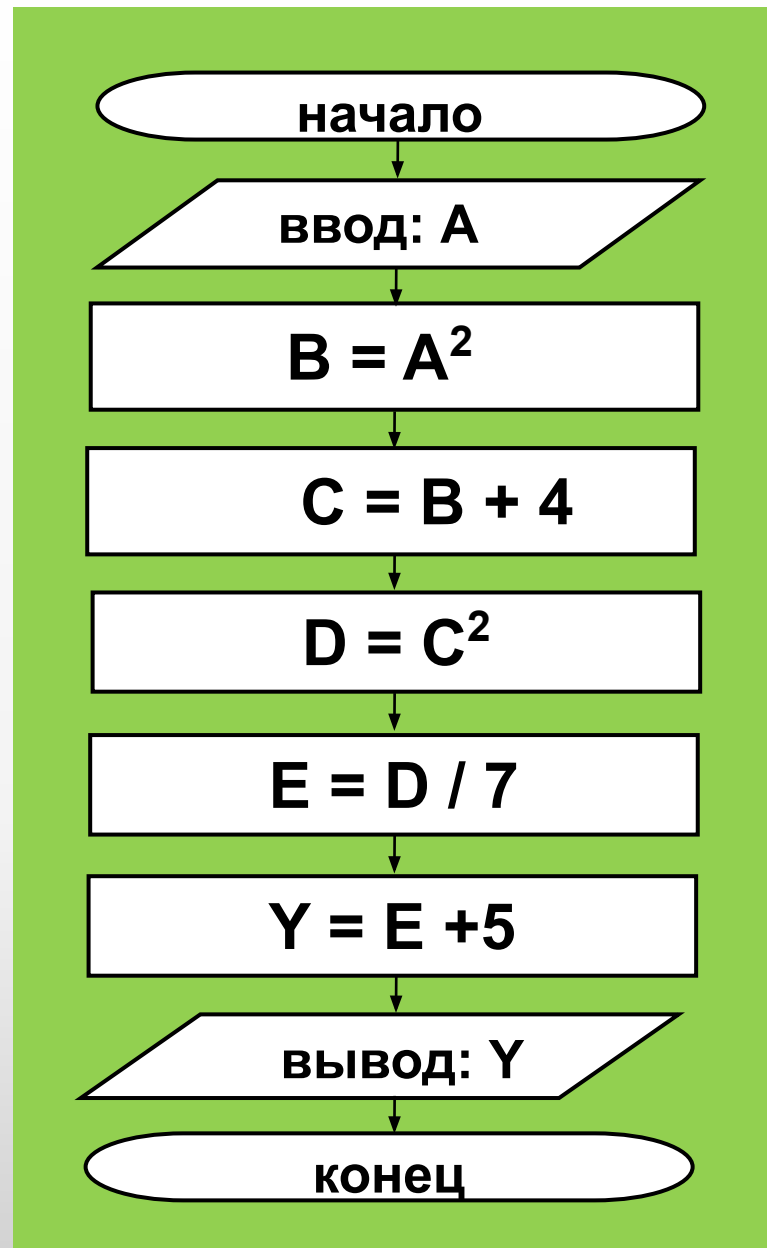 начало
ввод: A
B = A²
C = B + 4
D = C²
E = D / 7
Y = E +5
вывод: Y
конец